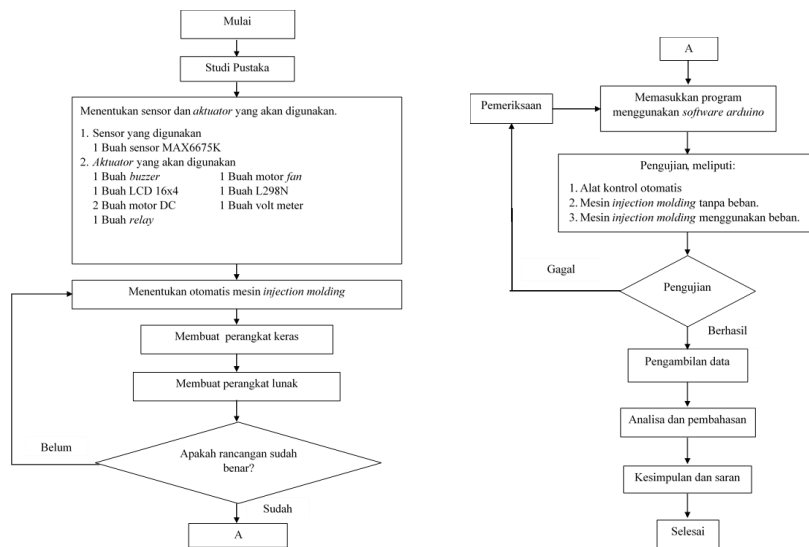 Mulai
Studi Pustaka
Menentukan sensor dan aktuator yang akan digunakan.
1. Sensor yang digunakan
1 Buah sensor MAX6675K
2. Aktuator yang akan digunakan
1 Buah buzzer 1 Buah motor fan
1 Buah LCD 16x4 1 Buah L298N
2 Buah motor DC 1 Buah volt meter
1 Buah relay
Menentukan otomatis mesin injection molding
Membuat perangkat keras
Membuat perangkat lunak
Belum
Apakah rancangan sudah
benar?
Sudah
A
A
Pemeriksaan
Memasukkan program
menggunakan software arduino
Pengujian, meliputi:
1. Alat kontrol otomatis
2. Mesin injection molding tanpa beban.
3. Mesin injection molding menggunakan beban.
Gagal
Pengujian
Berhasil
Pengambilan data
Analisa dan pembahasan
Kesimpulan dan saran
Selesai